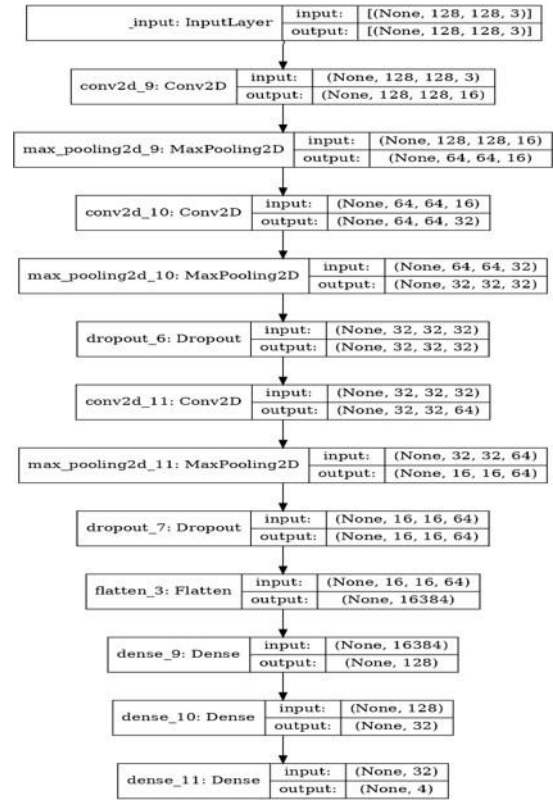 _input: InputLayer
input: [(None, 128, 128, 3)]
output: [(None, 128, 128, 3)]
conv2d_9: Conv2D
input: (None, 128, 128, 3)
output: (None, 128, 128, 16)
max_pooling2d_9: MaxPooling2D
input: (None, 128, 128, 16)
output: (None, 64, 64, 16)
conv2d_10: Conv2D
input: (None, 64, 64, 16)
output: (None, 64, 64, 32)
max_pooling2d_10: MaxPooling2D
input: (None, 64, 64, 32)
output: (None, 32, 32, 32)
dropout_6: Dropout
input: (None, 32, 32, 32)
output: (None, 32, 32, 32)
conv2d_11: Conv2D
input: (None, 32, 32, 32)
output: (None, 32, 32, 64)
max_pooling2d_11: MaxPooling2D
input: (None, 32, 32, 64)
output: (None, 16, 16, 64)
dropout_7: Dropout
input: (None, 16, 16, 64)
output: (None, 16, 16, 64)
flatten_3: Flatten
input: (None, 16, 16, 64)
output: (None, 16384)
dense_9: Dense
input: (None, 16384)
output: (None, 128)
dense_10: Dense
input: (None, 128)
output: (None, 32)
dense_11: Dense
input: (None, 32)
output: (None, 4)